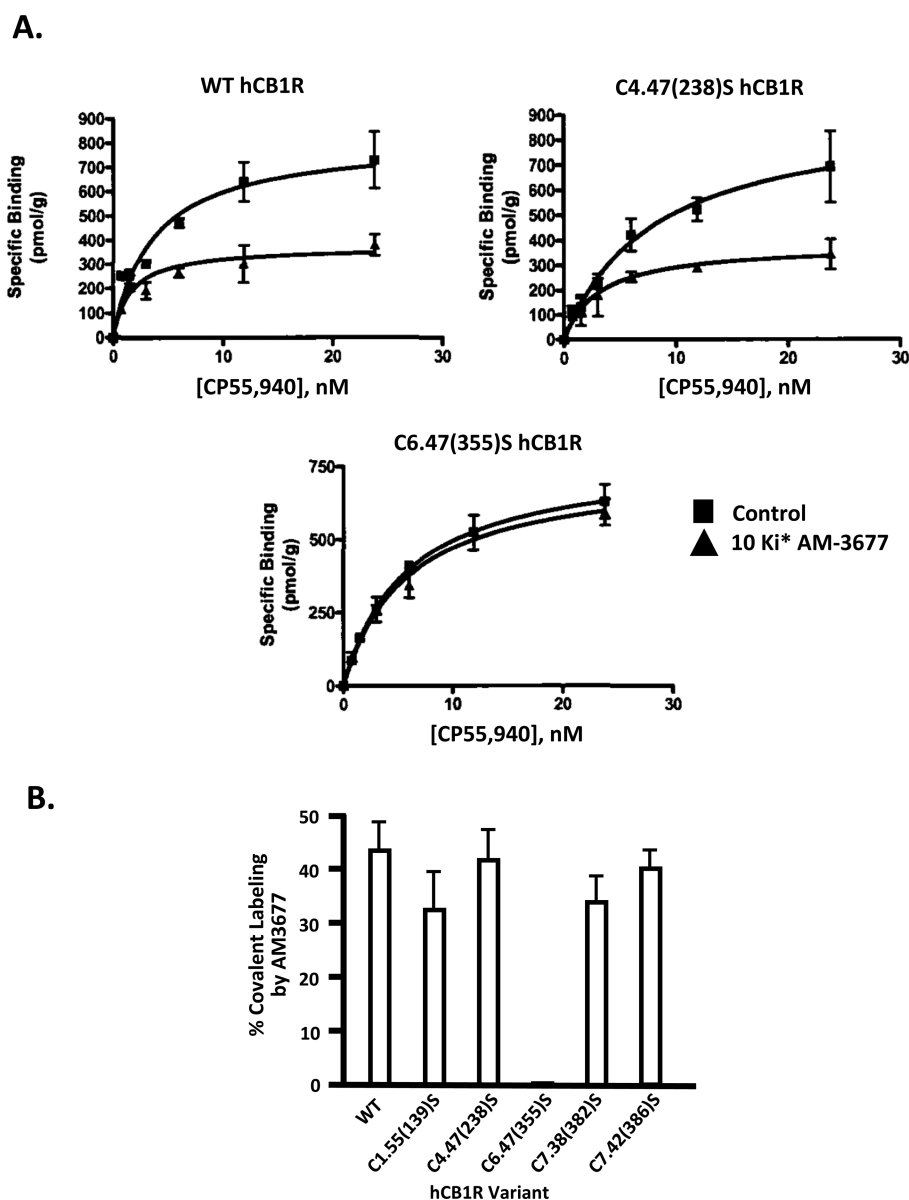 A.
WT hCB1R
Specific Binding
(pmol/g)
900
800
700
600
500
400
300
200
100
0
0
10
20
30
[CP55,940], nM
C4.47(238)S hCB1R
Specific Binding
(pmol/g)
900
800
700
600
500
400
300
200
100
0
0
10
20
30
[CP55,940], nM
C6.47(355)S hCB1R
Specific Binding
(pmol/g)
750
500
250
0
0
10
20
30
[CP55,940], nM
Control
10 Ki* AM-3677
B.
% Covalent Labeling
by AM3677
50
40
30
20
10
0
WT
C1.55(139)S
C4.47(238)S
C6.47(355)S
C7.38(382)S
C7.42(386)S
hCB1R Variant